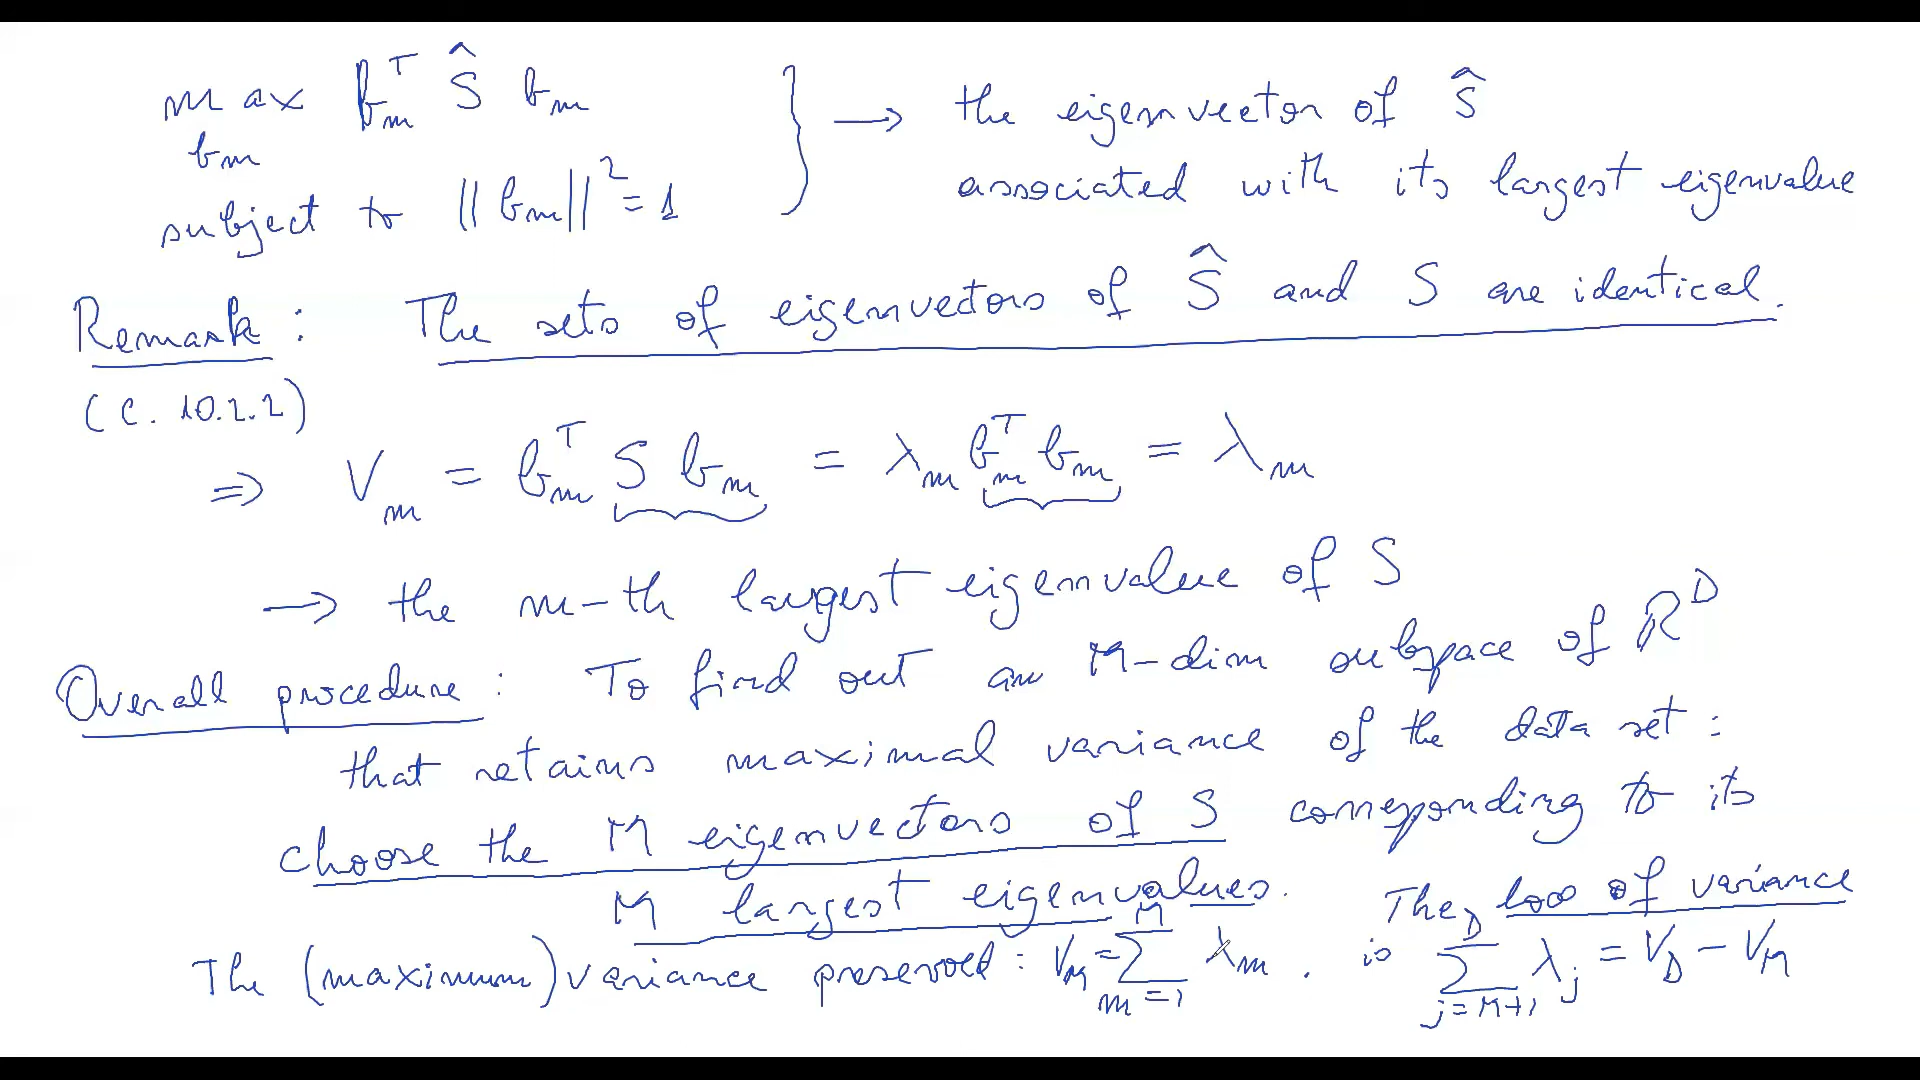 max b_m^T Ŝ b_m } → the eigenvector of Ŝ
b_m
subject to ||b_m||² = 1 associated with its largest eigenvalue
Remark : The sets of eigenvectors of Ŝ and S are identical.
(C. 10.2.2)
⇒ V_m = b_m^T S b_m = λ_m b_m^T b_m = λ_m
→ the m-th largest eigenvalue of S
Overall procedure : To find out an M-dim subspace of ℝ^D
that retains maximal variance of the data set :
choose the M eigenvectors of S corresponding to its
M largest eigenvalues. The loss of variance
The (maximum) variance preserved : V_M = ∑_{m=1}^{M} λ_m . is ∑_{j=M+1}^{D} λ_j = V_D − V_M